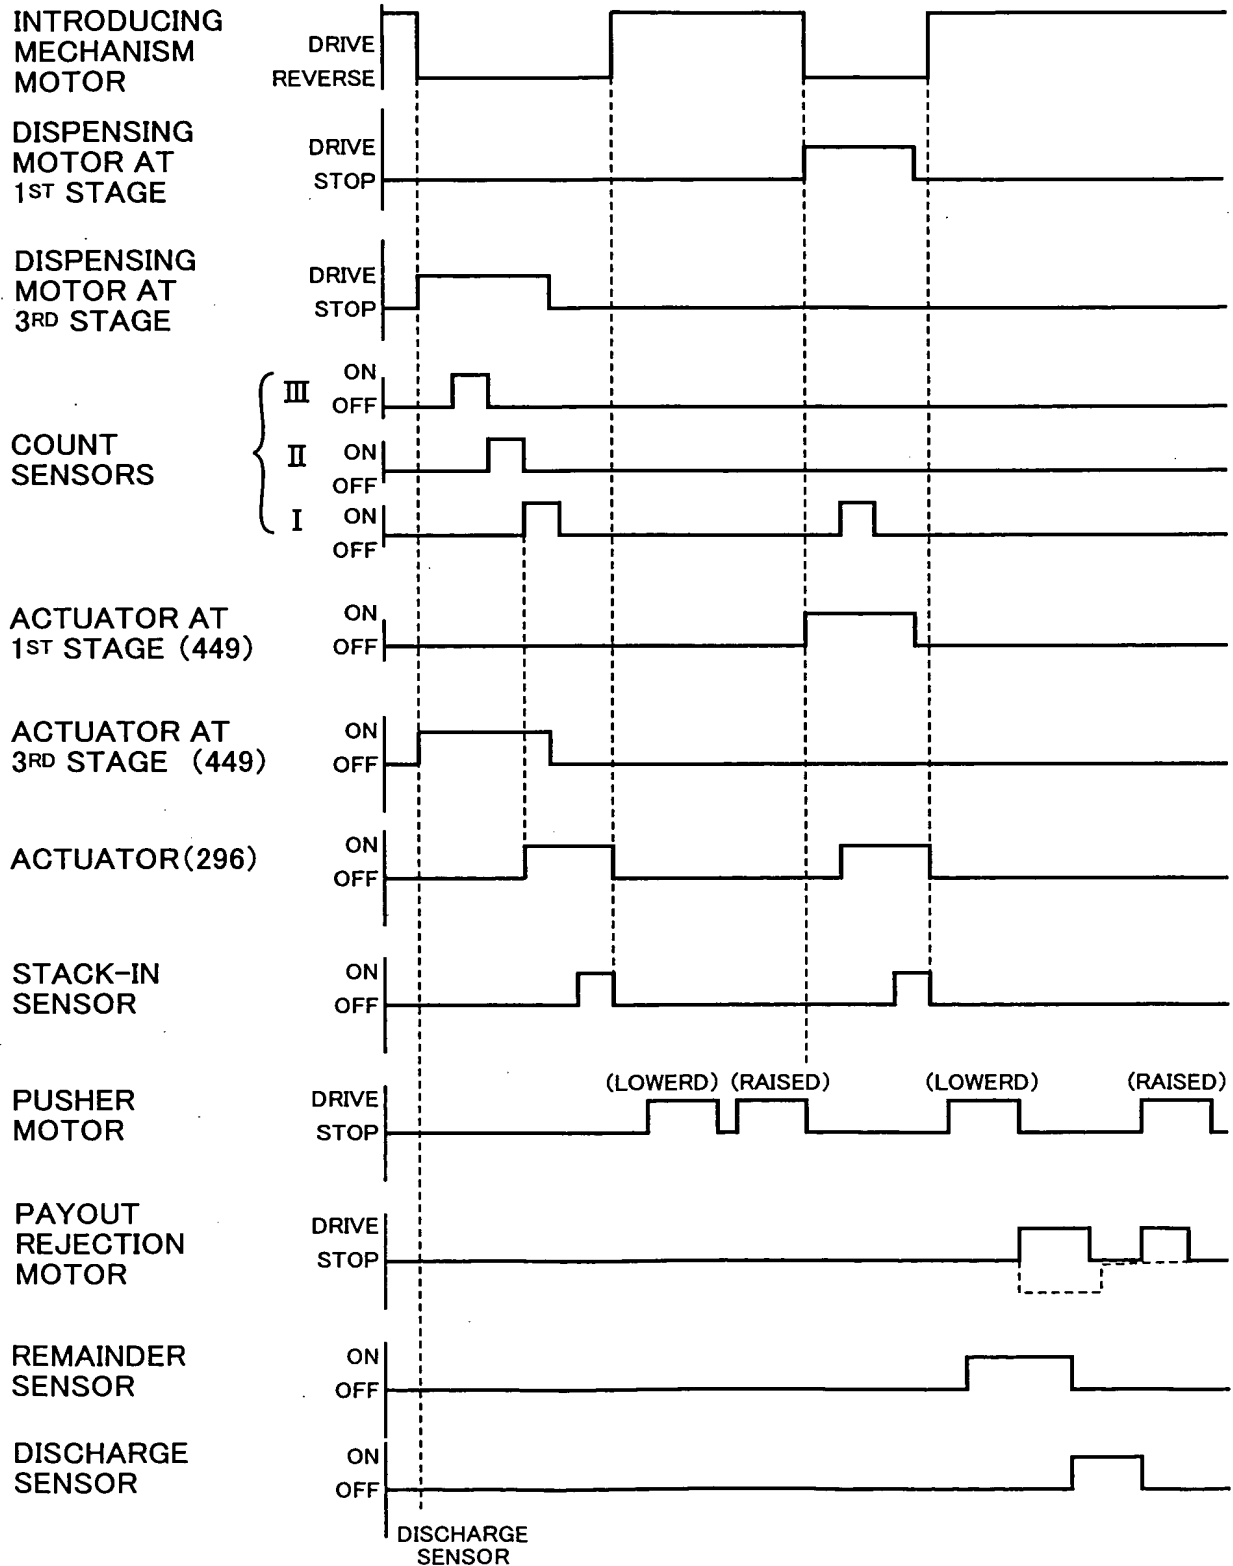 INTRODUCING
MECHANISM
MOTOR
DRIVE
REVERSE
DISPENSING
MOTOR AT
1ST STAGE
DRIVE
STOP
DISPENSING
MOTOR AT
3RD STAGE
DRIVE
STOP
COUNT
SENSORS
III
ON
OFF
II
ON
OFF
I
ON
OFF
ACTUATOR AT
1ST STAGE (449)
ON
OFF
ACTUATOR AT
3RD STAGE (449)
ON
OFF
ACTUATOR(296)
ON
OFF
STACK-IN
SENSOR
ON
OFF
PUSHER
MOTOR
DRIVE
STOP
(LOWERD) (RAISED) (LOWERD) (RAISED)
PAYOUT
REJECTION
MOTOR
DRIVE
STOP
REMAINDER
SENSOR
ON
OFF
DISCHARGE
SENSOR
ON
OFF
DISCHARGE
SENSOR